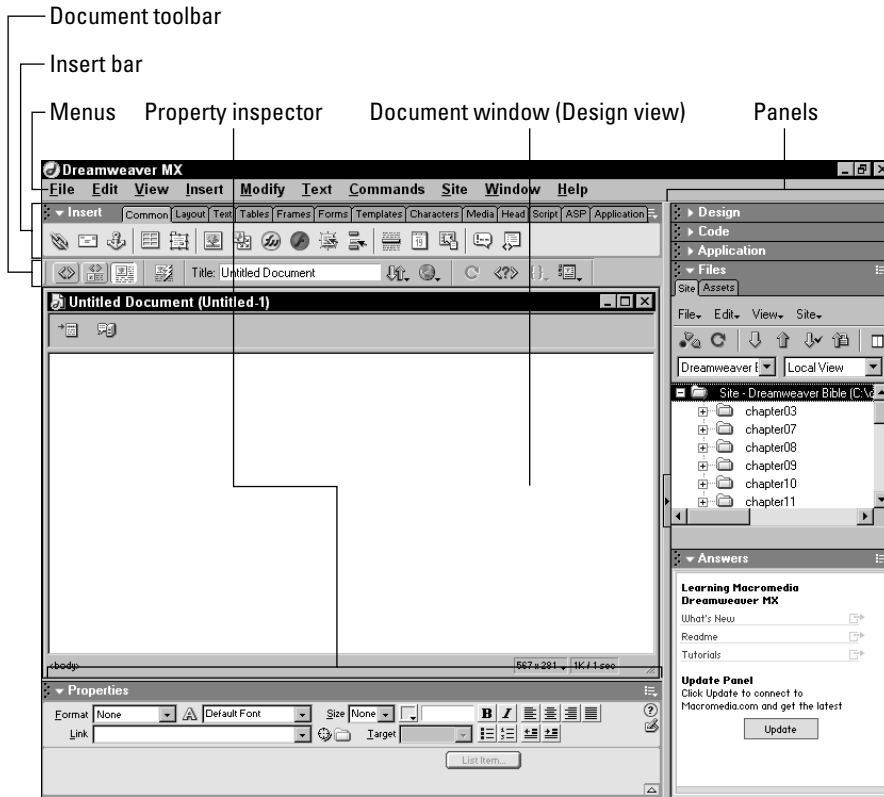 Document toolbar
Insert bar
Menus Property inspector Document window (Design view) Panels
Dreamweaver MX
File Edit View Insert Modify Text Commands Site Window Help
Insert Common Layout Text Tables Frames Forms Templates Characters Media Head Script ASP Application
Title: Untitled Document
Untitled Document (Untitled-1)
<body>
567 x 281 1K / 1 sec
Properties
Format None Default Font Size None B I
Link Target
List Item...
Design
Code
Application
Files
Site Assets
File Edit View Site
Dreamweaver Local View
Site - Dreamweaver Bible (C:\
chapter03
chapter07
chapter08
chapter09
chapter10
chapter11
Answers
Learning Macromedia
Dreamweaver MX
What's New
Readme
Tutorials
Update Panel
Click Update to connect to
Macromedia.com and get the latest
Update